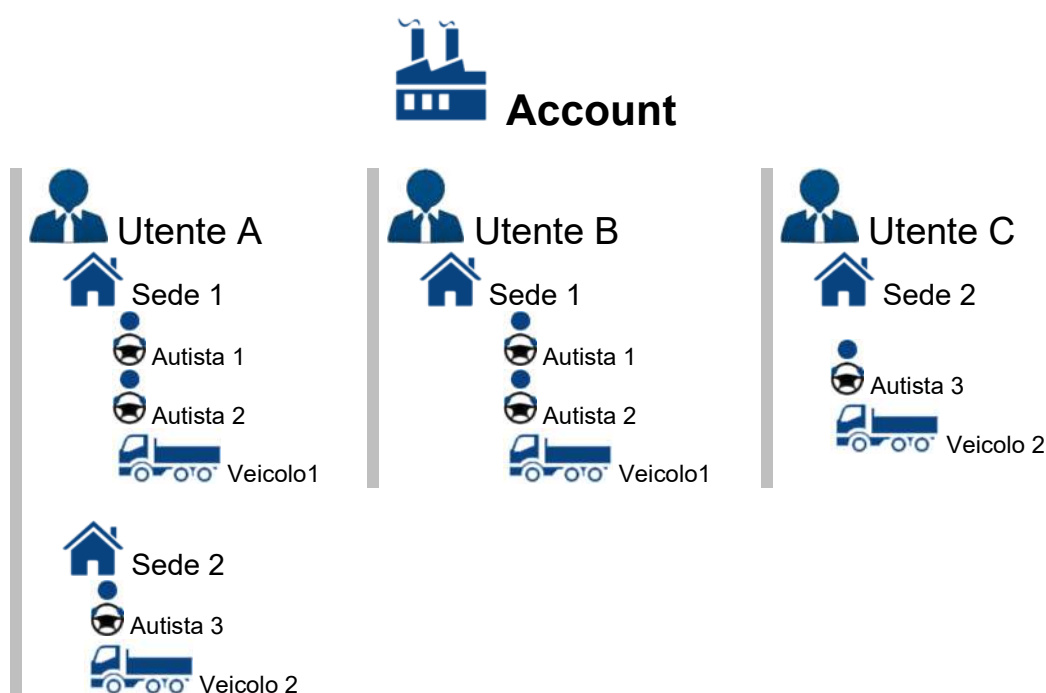 Account
Utente A
Sede 1
Autista 1
Autista 2
Veicolo1
Sede 2
Autista 3
Veicolo 2
Utente B
Sede 1
Autista 1
Autista 2
Veicolo1
Utente C
Sede 2
Autista 3
Veicolo 2